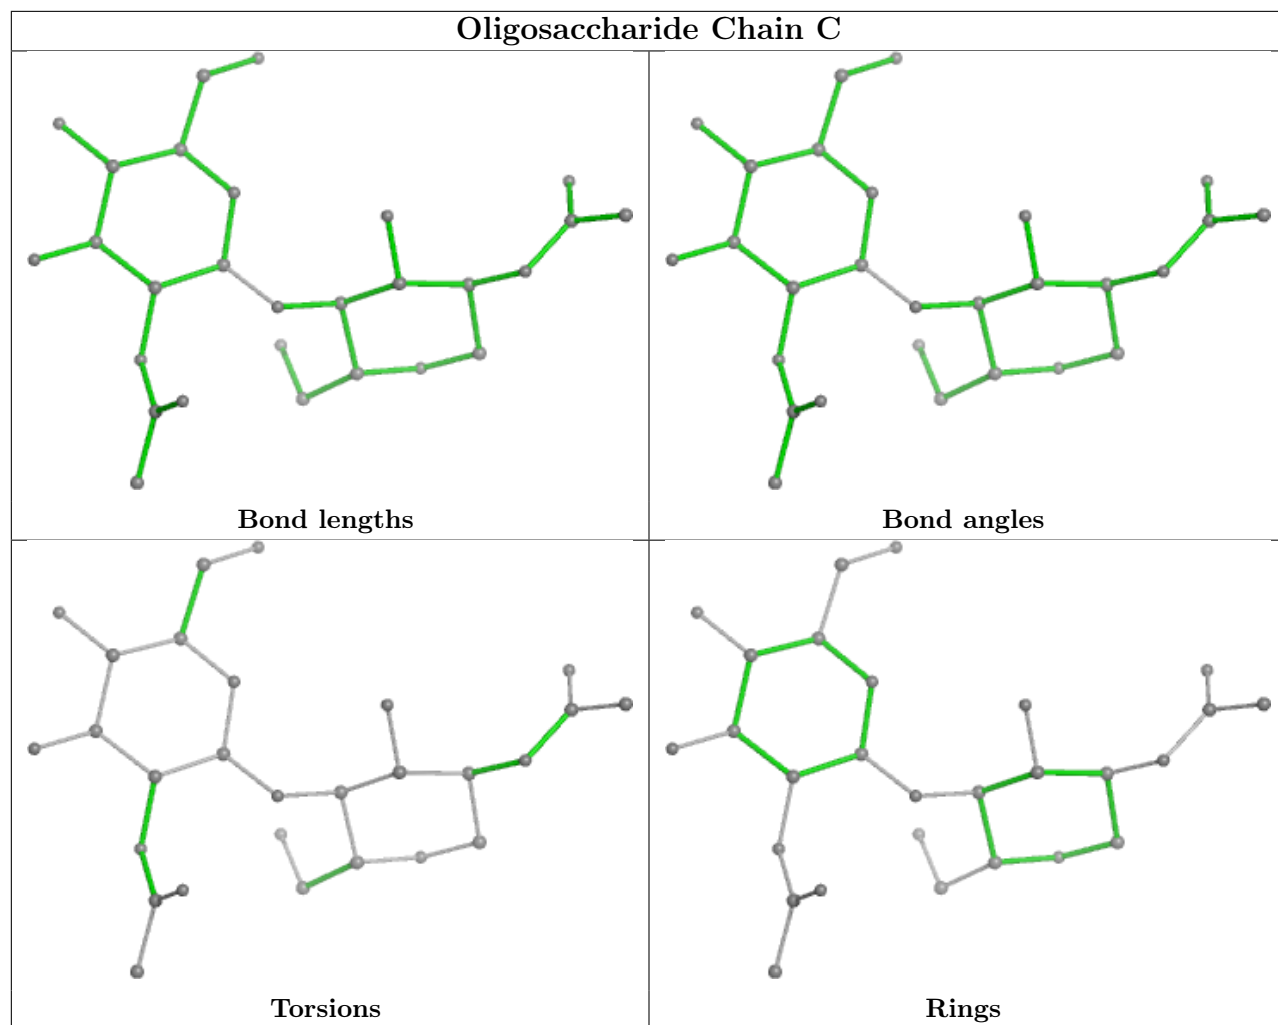 Oligosaccharide Chain C
Bond lengths
Bond angles
Torsions
Rings